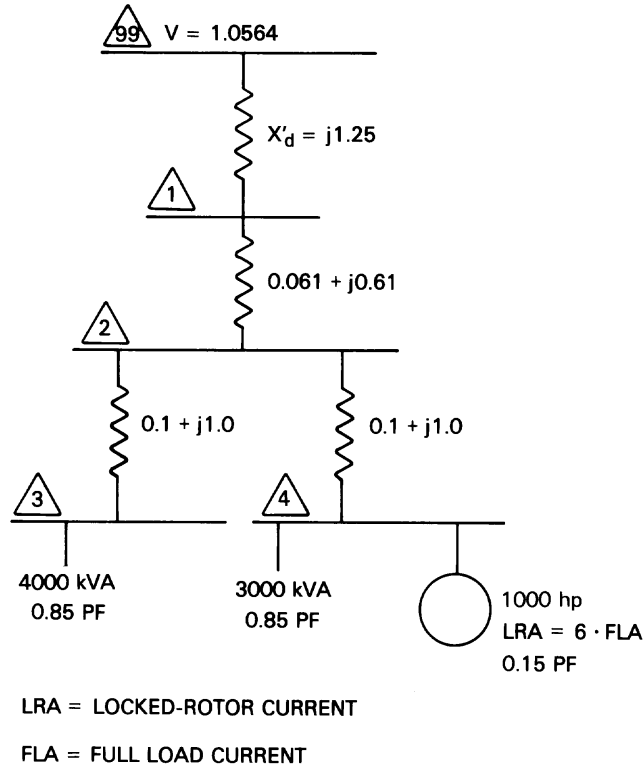 99 V = 1.0564
X'd = j1.25
1
0.061 + j0.61
2
0.1 + j1.0
0.1 + j1.0
3
4
4000 kVA
0.85 PF
3000 kVA
0.85 PF
1000 hp
LRA = 6 · FLA
0.15 PF
LRA = LOCKED-ROTOR CURRENT
FLA = FULL LOAD CURRENT